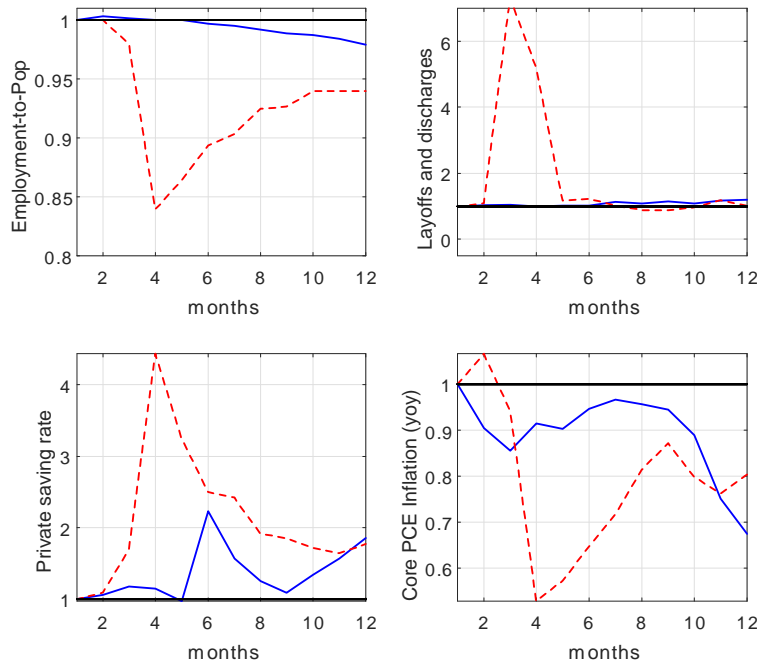 Employment-to-Pop
1
0.95
0.9
0.85
0.8
2 4 6 8 10 12
months
Layoffs and discharges
6
4
2
0
2 4 6 8 10 12
months
Private saving rate
4
3
2
1
2 4 6 8 10 12
months
Core PCE Inflation (yoy)
1
0.9
0.8
0.7
0.6
2 4 6 8 10 12
months